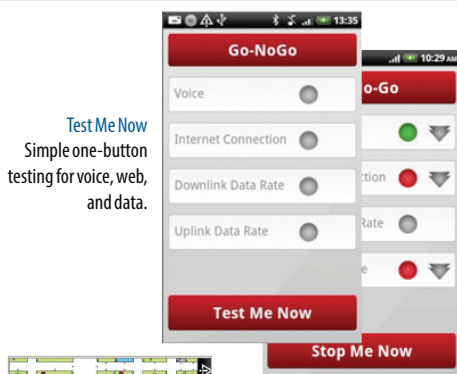 13:35
Go-NoGo
Voice
Internet Connection
Downlink Data Rate
Uplink Data Rate
Test Me Now
Test Me Now
Simple one-button
testing for voice, web,
and data.
10:29 AM
o-Go
ction
Rate
e
Stop Me Now